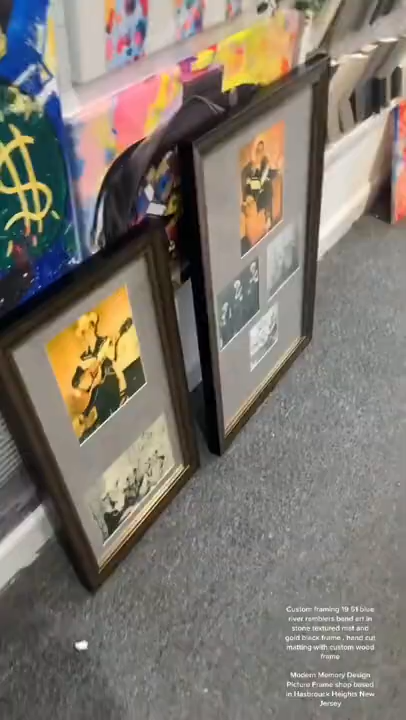 $
Custom framing 19 51 blue
river ramblers band art in
stone textured mat and
gold black frame . hand cut
matting with custom wood
frame
Modern Memory Design
Picture Frame shop based
in Hasbrouck Heights New
Jersey